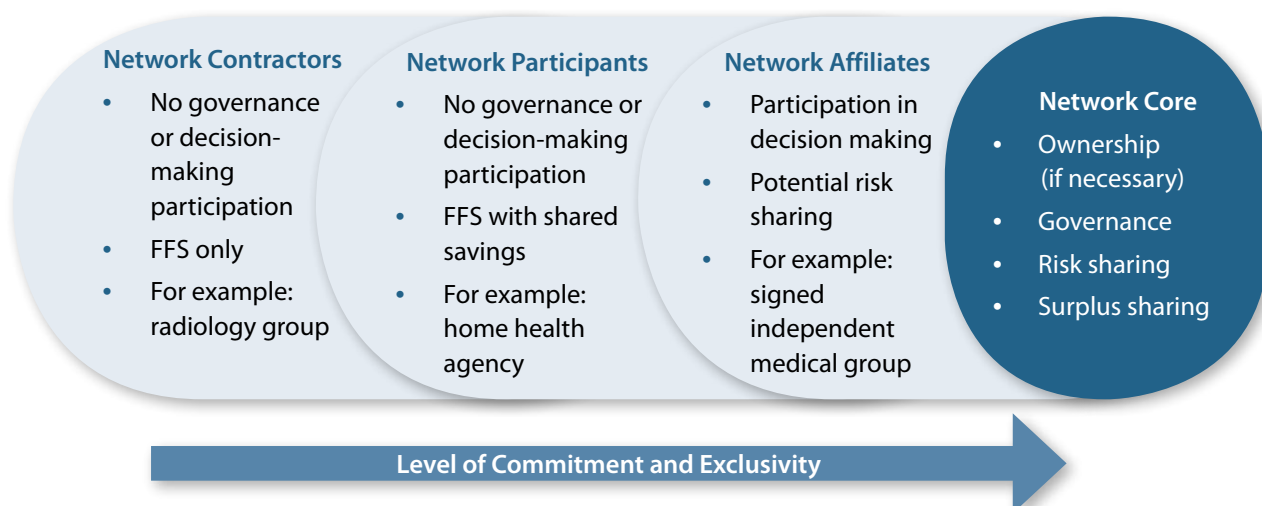 Network Contractors
• No governance
or decision-
making
participation
• FFS only
• For example:
radiology group
Network Participants
• No governance or
decision-making
participation
• FFS with shared
savings
• For example:
home health
agency
Network Affiliates
• Participation in
decision making
• Potential risk
sharing
• For example:
signed
independent
medical group
Network Core
• Ownership
(if necessary)
• Governance
• Risk sharing
• Surplus sharing
Level of Commitment and Exclusivity